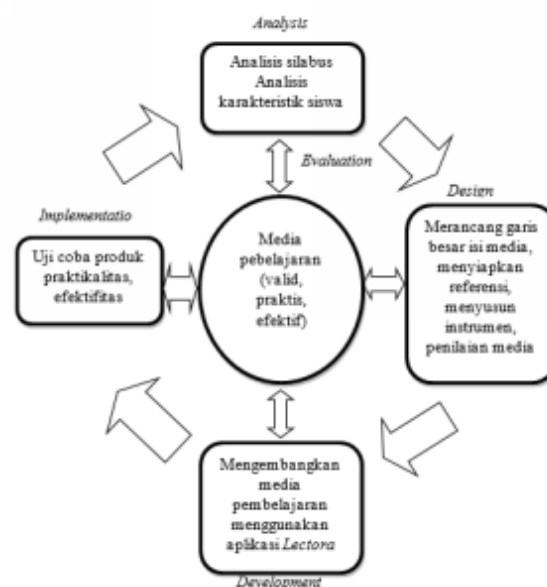 Analysis
Analisis silabus
Analisis
karakteristik siswa
Evaluation
Design
Merancang garis
besar isi media,
menyiapkan
referensi,
menyusun
instrumen,
penilaian media
Implementatio
Uji coba produk
praktikalitas,
efektifitas
Media
pebelajaran
(valid,
praktis,
efektif)
Mengembangkan
media
pembelajaran
menggunakan
aplikasi Lectora
Development